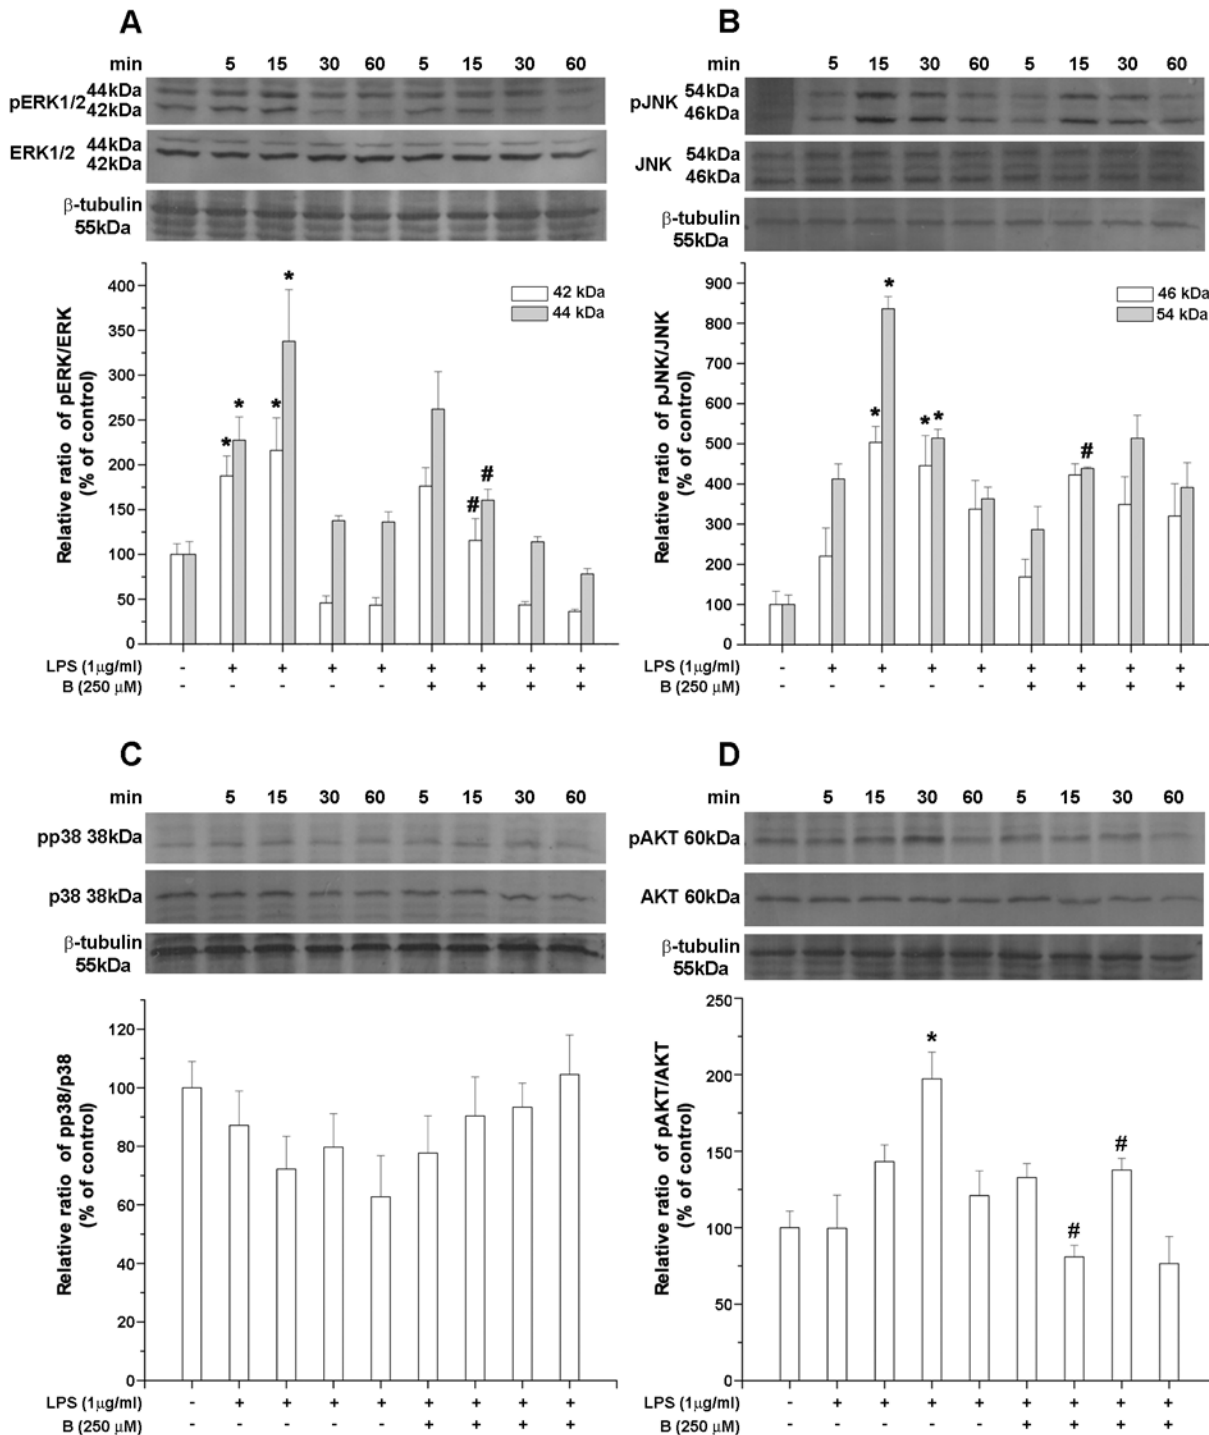 A
min 5 15 30 60 5 15 30 60
pERK1/2 44kDa 42kDa
ERK1/2 44kDa 42kDa
β-tubulin 55kDa
450
400
350
300
250
200
150
100
50
0
Relative ratio of pERK/ERK
(% of control)
42 kDa
44 kDa
* * * * # #
LPS (1μg/ml) - + + + + + + + +
B (250 μM) - - - - - + + + +
B
min 5 15 30 60 5 15 30 60
pJNK 54kDa 46kDa
JNK 54kDa 46kDa
β-tubulin 55kDa
900
800
700
600
500
400
300
200
100
0
Relative ratio of pJNK/JNK
(% of control)
46 kDa
54 kDa
* * * * #
LPS (1μg/ml) - + + + + + + + +
B (250 μM) - - - - - + + + +
C
min 5 15 30 60 5 15 30 60
pp38 38kDa
p38 38kDa
β-tubulin 55kDa
120
100
80
60
40
20
0
Relative ratio of pp38/p38
(% of control)
LPS (1μg/ml) - + + + + + + + +
B (250 μM) - - - - - + + + +
D
min 5 15 30 60 5 15 30 60
pAKT 60kDa
AKT 60kDa
β-tubulin 55kDa
250
200
150
100
50
0
Relative ratio of pAKT/AKT
(% of control)
* # #
LPS (1μg/ml) - + + + + + + + +
B (250 μM) - - - - - + + + +